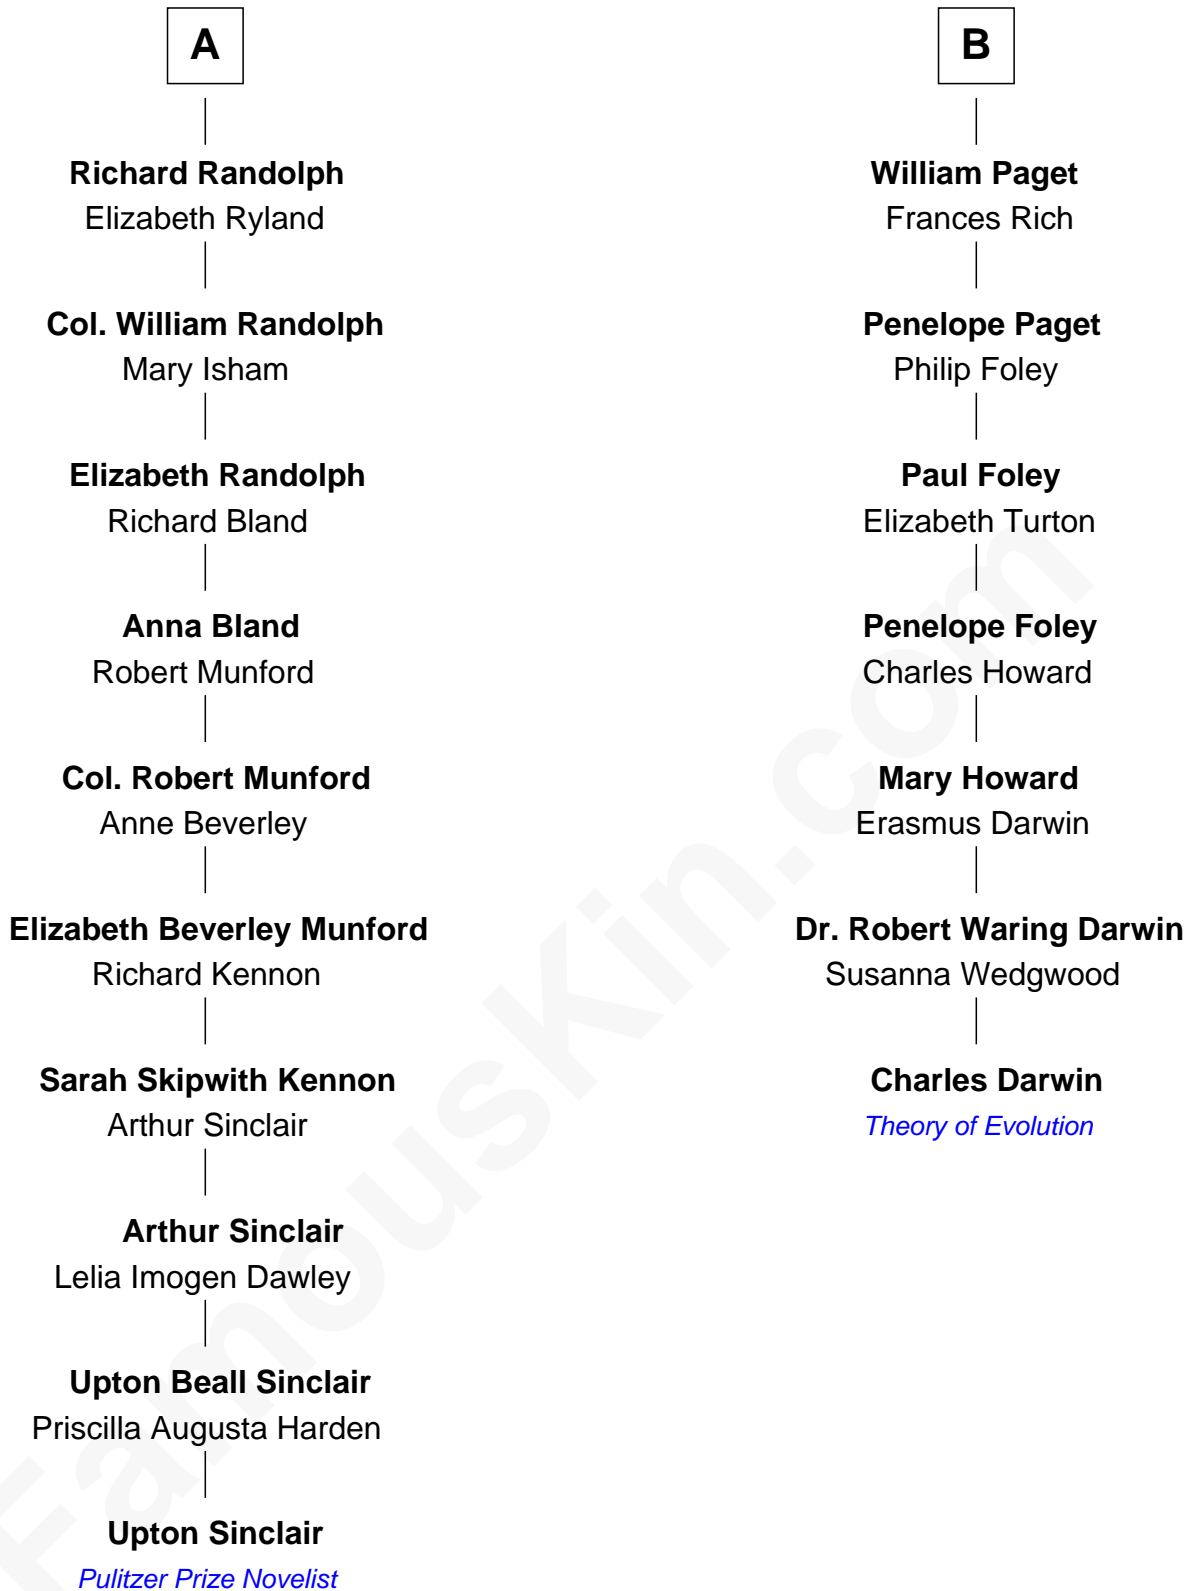 A
Richard Randolph
Elizabeth Ryland
Col. William Randolph
Mary Isham
Elizabeth Randolph
Richard Bland
Anna Bland
Robert Munford
Col. Robert Munford
Anne Beverley
Elizabeth Beverley Munford
Richard Kennon
Sarah Skipwith Kennon
Arthur Sinclair
Arthur Sinclair
Lelia Imogen Dawley
Upton Beall Sinclair
Priscilla Augusta Harden
Upton Sinclair
Pulitzer Prize Novelist
B
William Paget
Frances Rich
Penelope Paget
Philip Foley
Paul Foley
Elizabeth Turton
Penelope Foley
Charles Howard
Mary Howard
Erasmus Darwin
Dr. Robert Waring Darwin
Susanna Wedgwood
Charles Darwin
Theory of Evolution
FamousKin.com